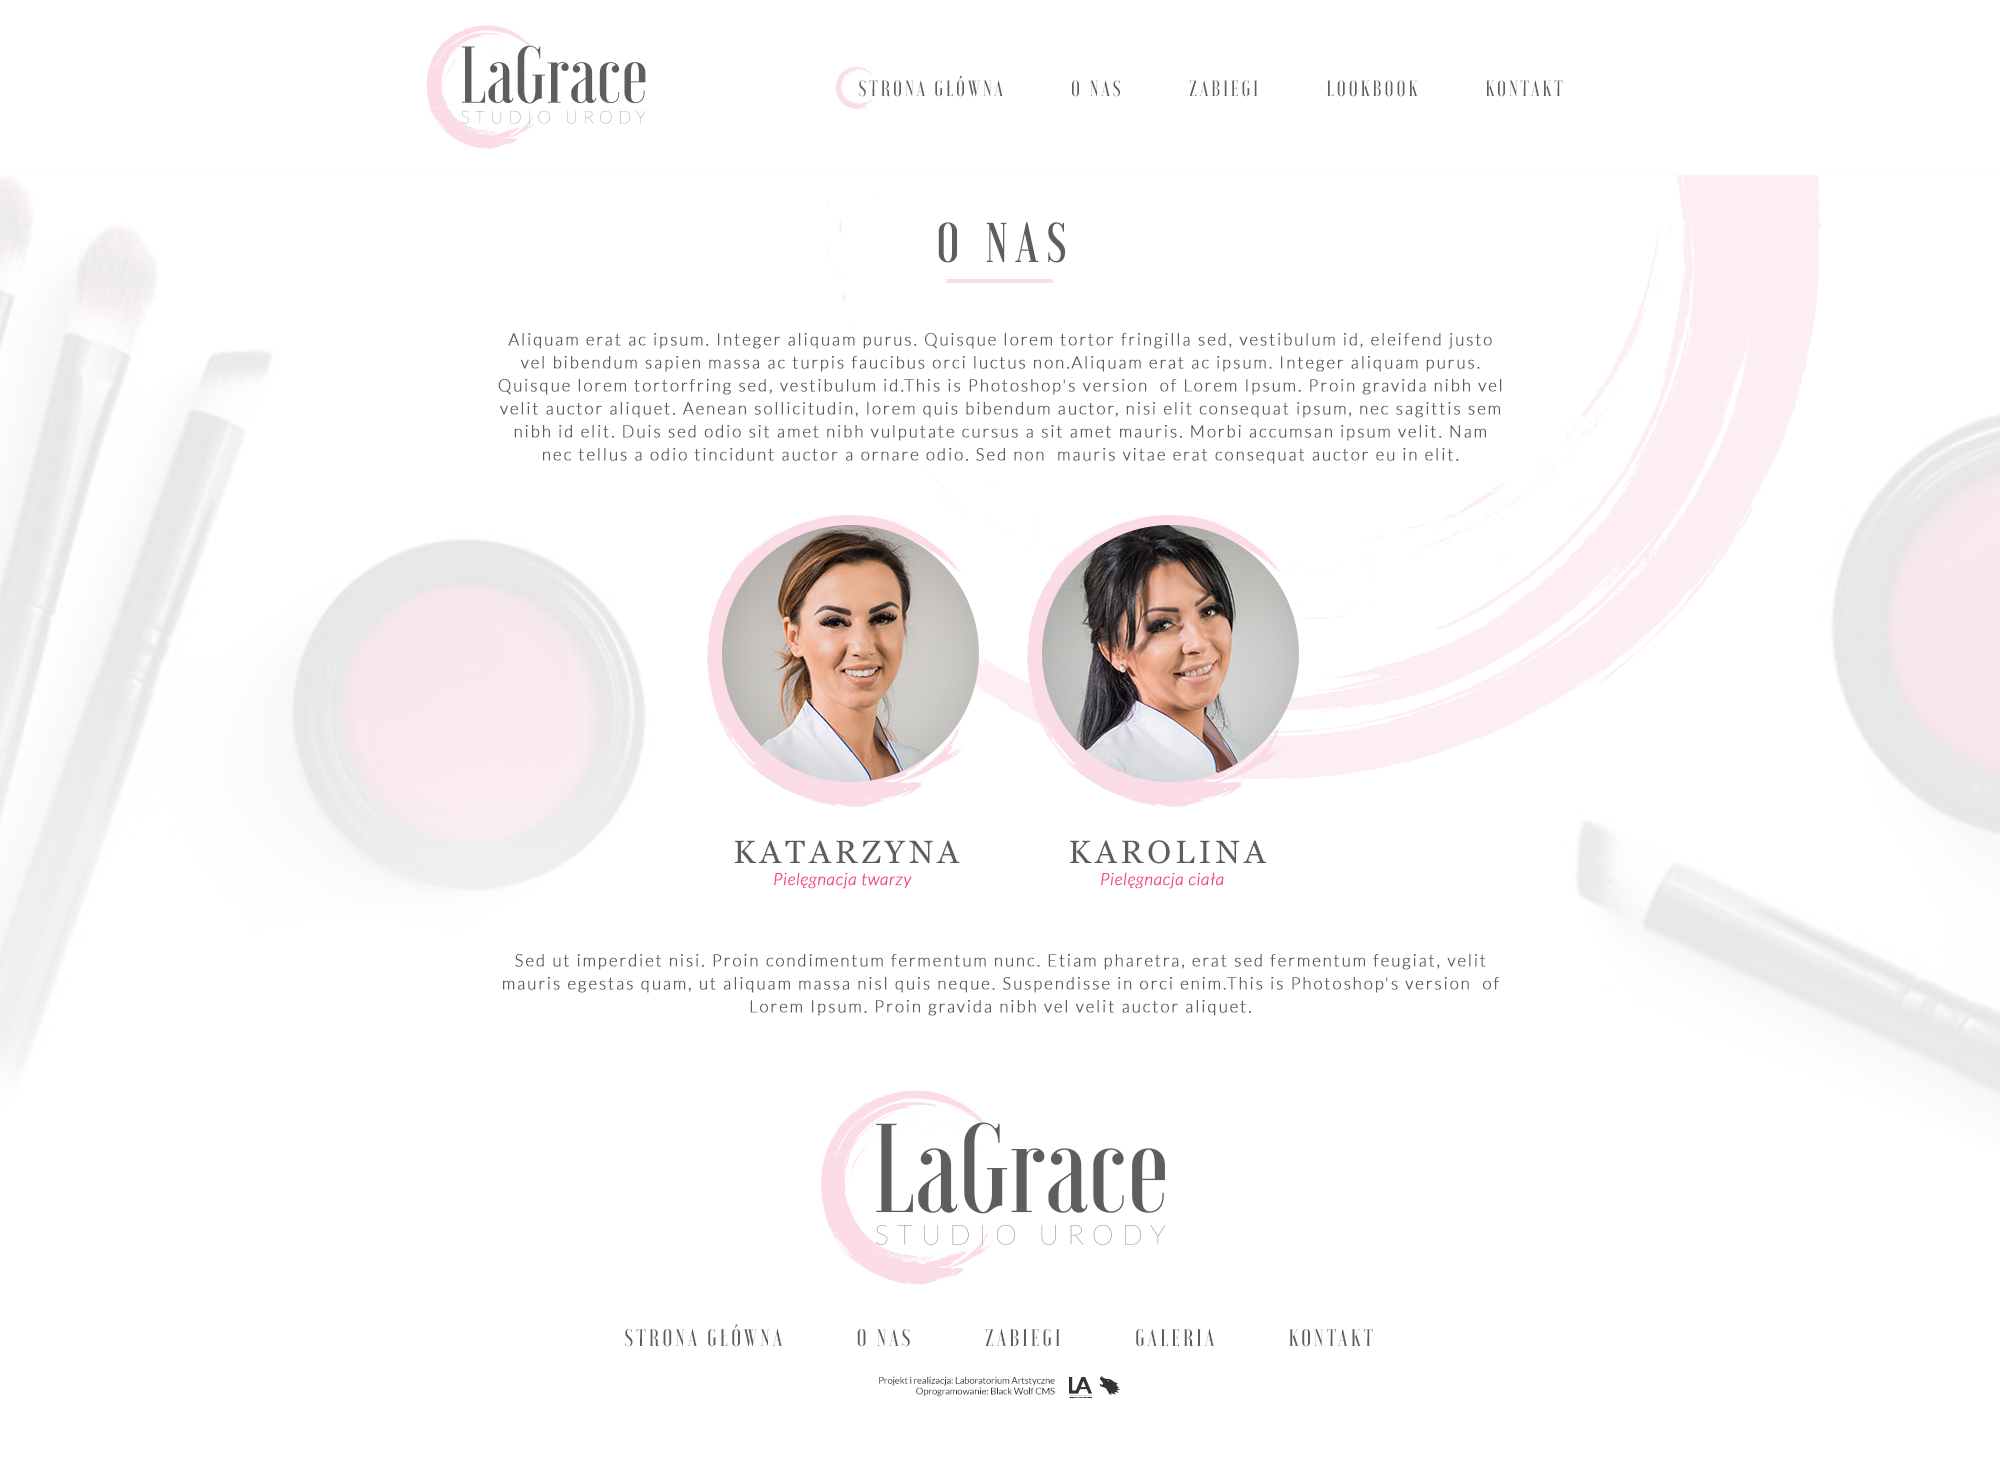 LaGrace
STUDIO URODY
STRONA GŁÓWNA
O NAS
ZABIEGI
LOOKBOOK
KONTAKT
O NAS
Aliquam erat ac ipsum. Integer aliquam purus. Quisque lorem tortor fringilla sed, vestibulum id, eleifend justo
vel bibendum sapien massa ac turpis faucibus orci luctus non.Aliquam erat ac ipsum. Integer aliquam purus.
Quisque lorem tortorfring sed, vestibulum id.This is Photoshop's version  of Lorem Ipsum. Proin gravida nibh vel
velit auctor aliquet. Aenean sollicitudin, lorem quis bibendum auctor, nisi elit consequat ipsum, nec sagittis sem
nibh id elit. Duis sed odio sit amet nibh vulputate cursus a sit amet mauris. Morbi accumsan ipsum velit. Nam
nec tellus a odio tincidunt auctor a ornare odio. Sed non  mauris vitae erat consequat auctor eu in elit.
KATARZYNA
Pielęgnacja twarzy
KAROLINA
Pielęgnacja ciała
Sed ut imperdiet nisi. Proin condimentum fermentum nunc. Etiam pharetra, erat sed fermentum feugiat, velit
mauris egestas quam, ut aliquam massa nisl quis neque. Suspendisse in orci enim.This is Photoshop's version  of
Lorem Ipsum. Proin gravida nibh vel velit auctor aliquet.
LaGrace
STUDIO URODY
STRONA GŁÓWNA
O NAS
ZABIEGI
GALERIA
KONTAKT
Projekt i realizacja: Laboratorium Artstyczne
Oprogramowanie: Black Wolf CMS
LA